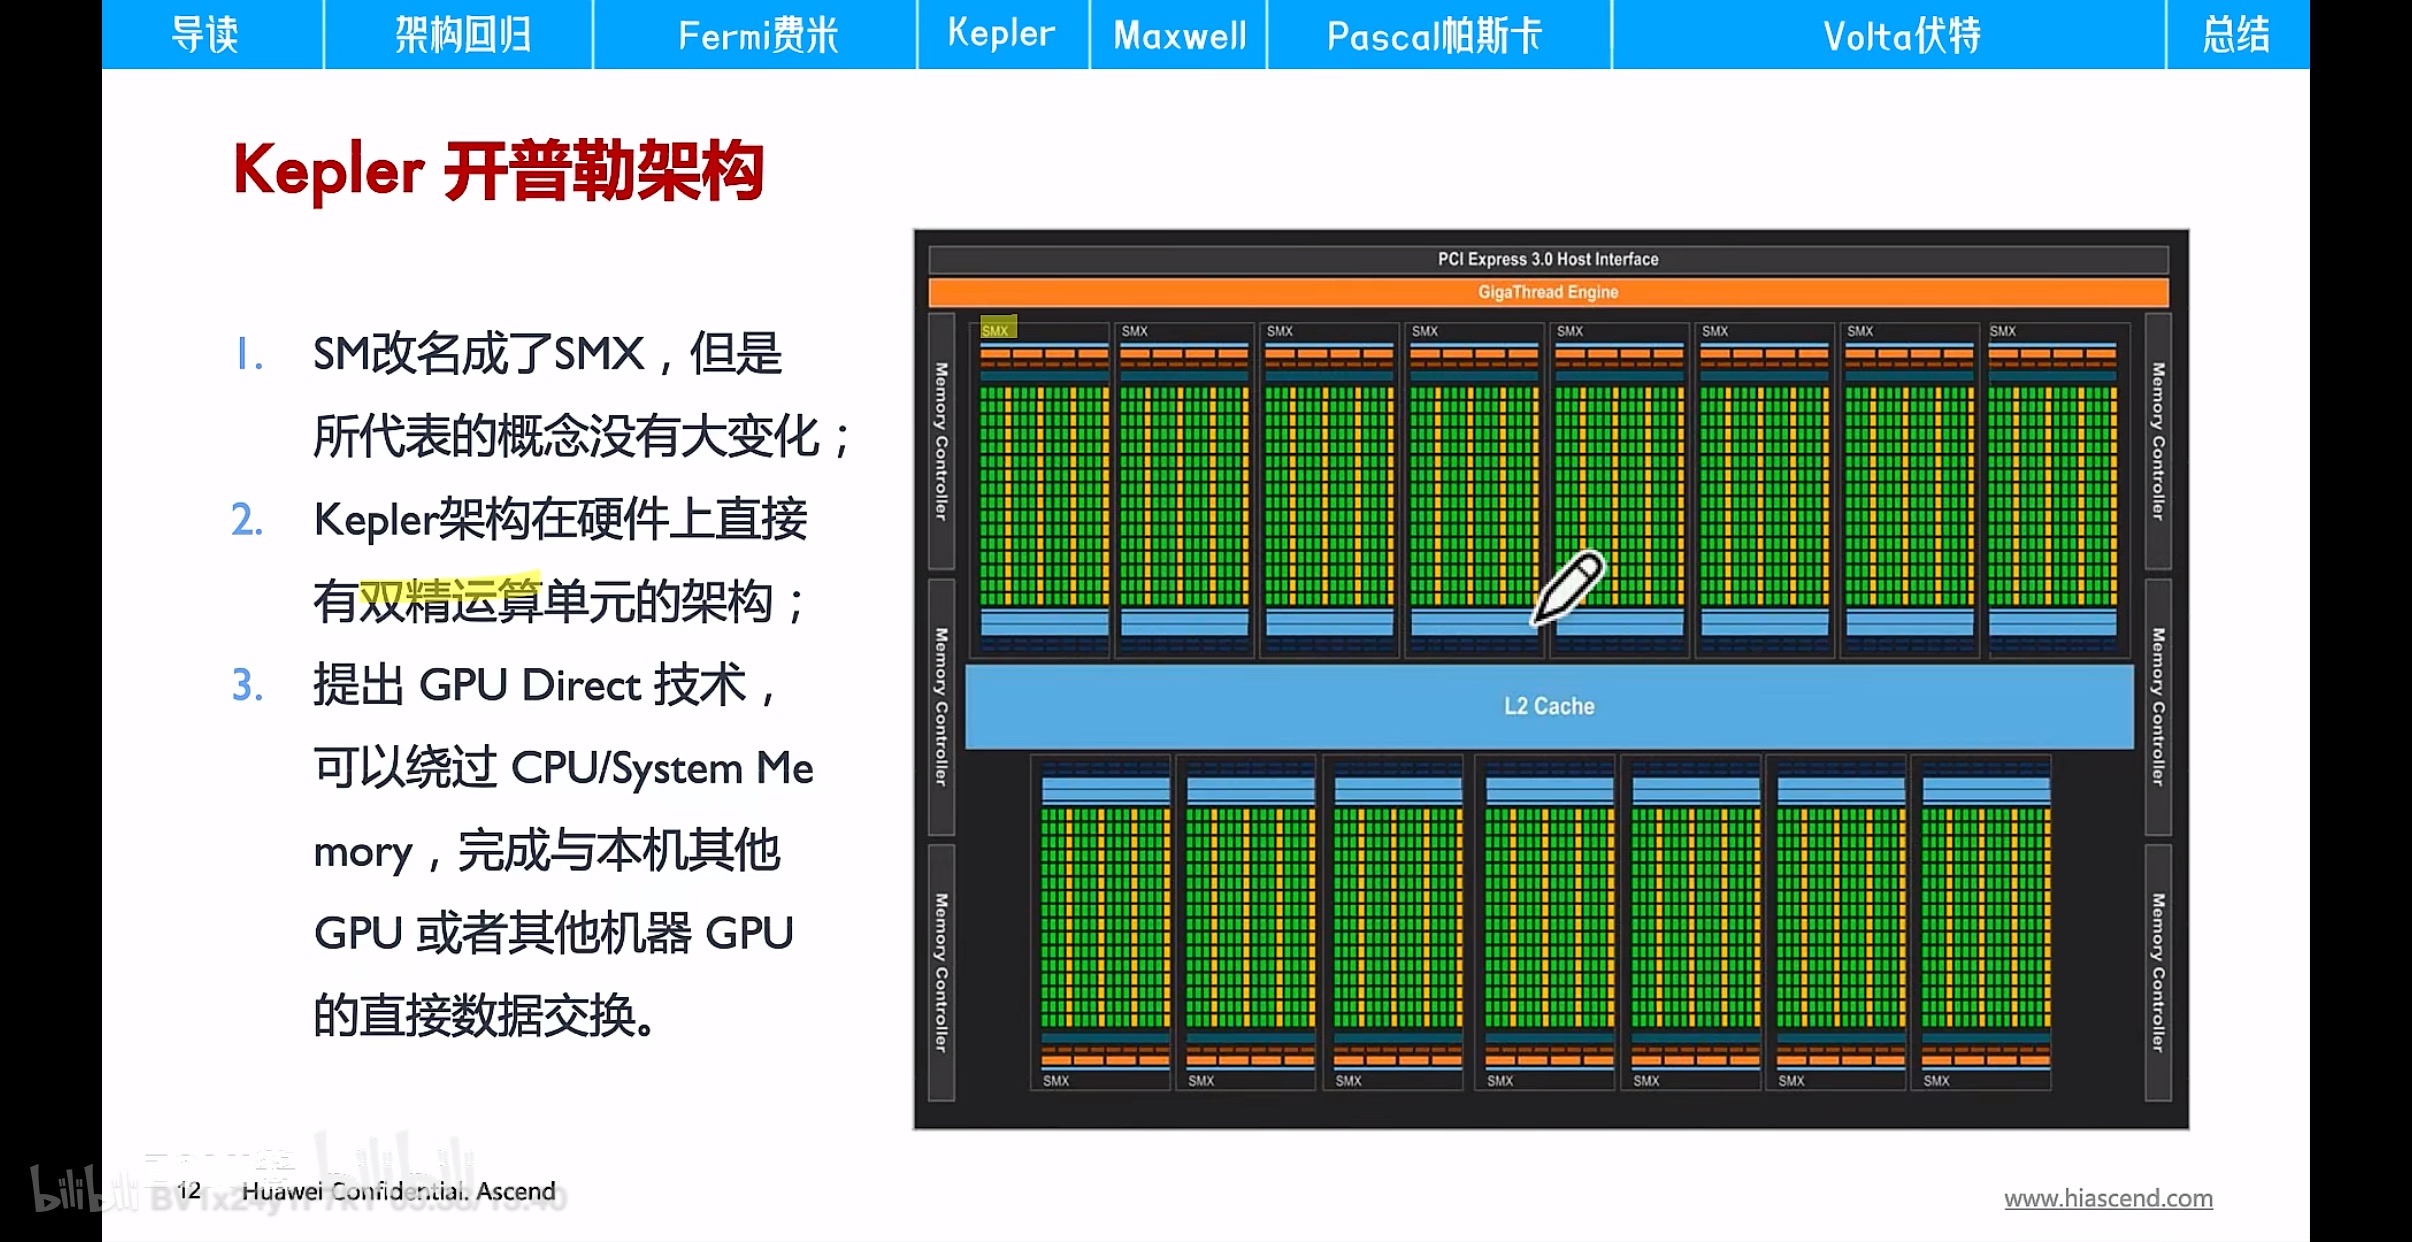 导读 架构回归 Fermi费米 Kepler Maxwell Pascal帕斯卡 Volta伏特 总结
Kepler 开普勒架构
1. SM改名成了SMX，但是
所代表的概念没有大变化；
2. Kepler架构在硬件上直接
有双精运算单元的架构；
3. 提出 GPU Direct 技术，
可以绕过 CPU/System Me
mory，完成与本机其他
GPU 或者其他机器 GPU
的直接数据交换。
PCI Express 3.0 Host Interface
GigaThread Engine
SMX SMX SMX SMX SMX SMX SMX SMX
Memory Controller
Memory Controller
Memory Controller
L2 Cache
Memory Controller
Memory Controller
Memory Controller
SMX SMX SMX SMX SMX SMX SMX
bilibili
12 Huawei Confidential. Ascend
www.hiascend.com